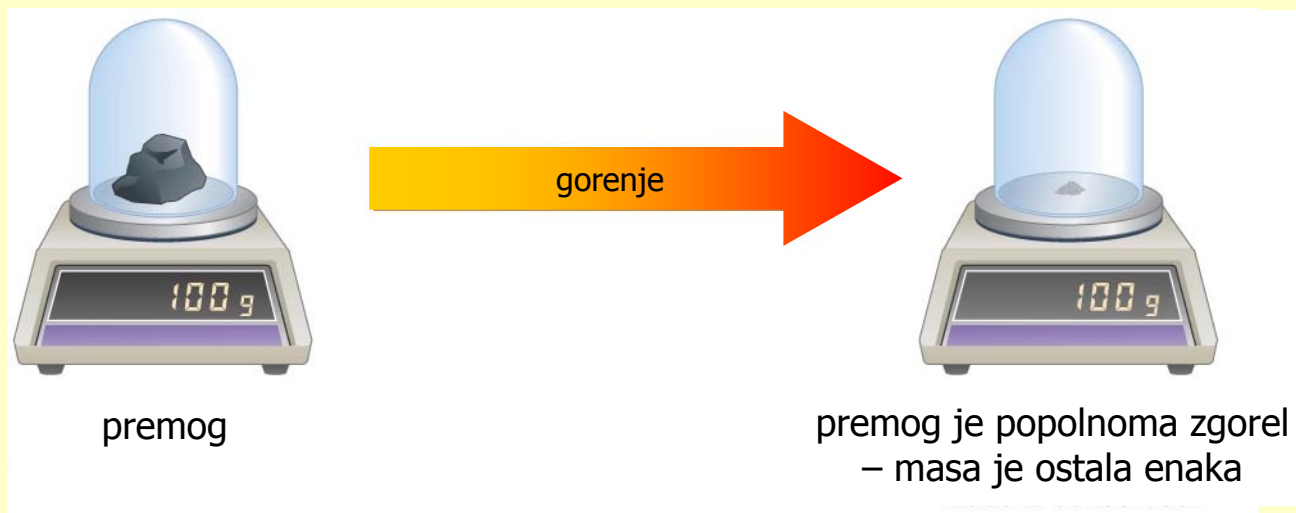 gorenje
100 g
100 g
premog
premog je popolnoma zgorel
– masa je ostala enaka